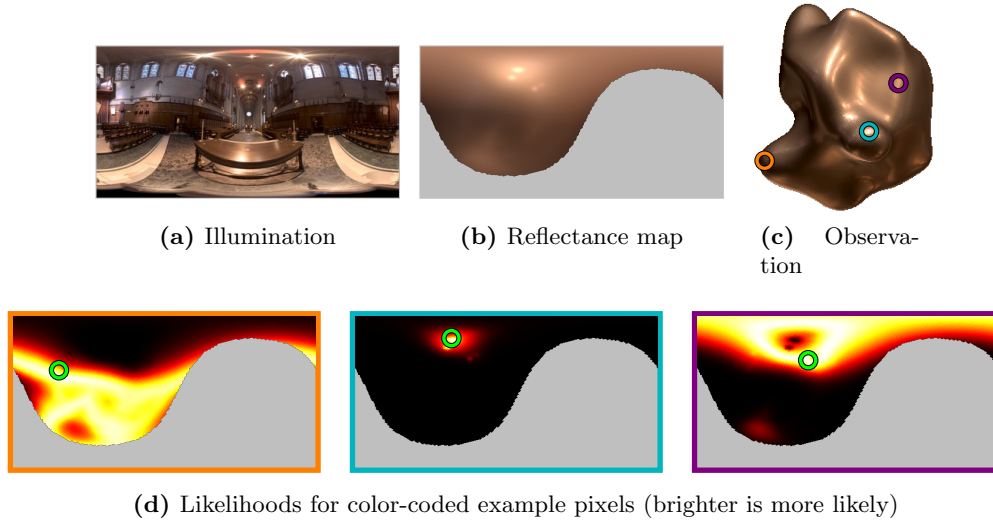 (a) Illumination
(b) Reflectance map
(c) Observa-
tion
(d) Likelihoods for color-coded example pixels (brighter is more likely)